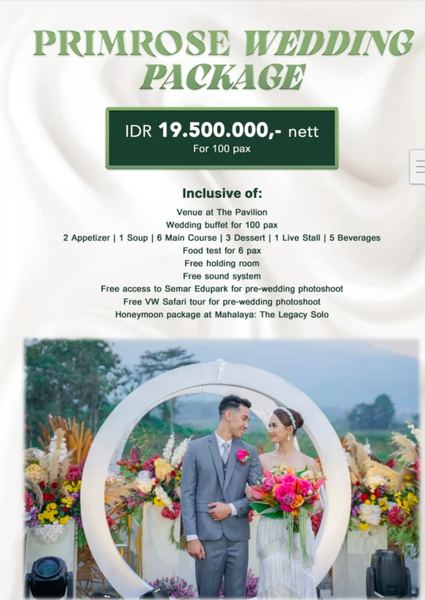 PRIMROSE WEDDING
PACKAGE
IDR 19.500.000,- nett
For 100 pax
Inclusive of:
Venue at The Pavilion
Wedding buffet for 100 pax
2 Appetizer | 1 Soup | 6 Main Course | 3 Dessert | 1 Live Stall | 5 Beverages
Food test for 6 pax
Free holding room
Free sound system
Free access to Semar Edupark for pre-wedding photoshoot
Free VW Safari tour for pre-wedding photoshoot
Honeymoon package at Mahalaya: The Legacy Solo